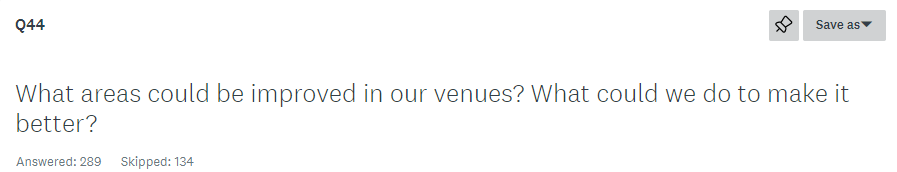 Q44
Save as
What areas could be improved in our venues? What could we do to make it
better?
Answered: 289 Skipped: 134